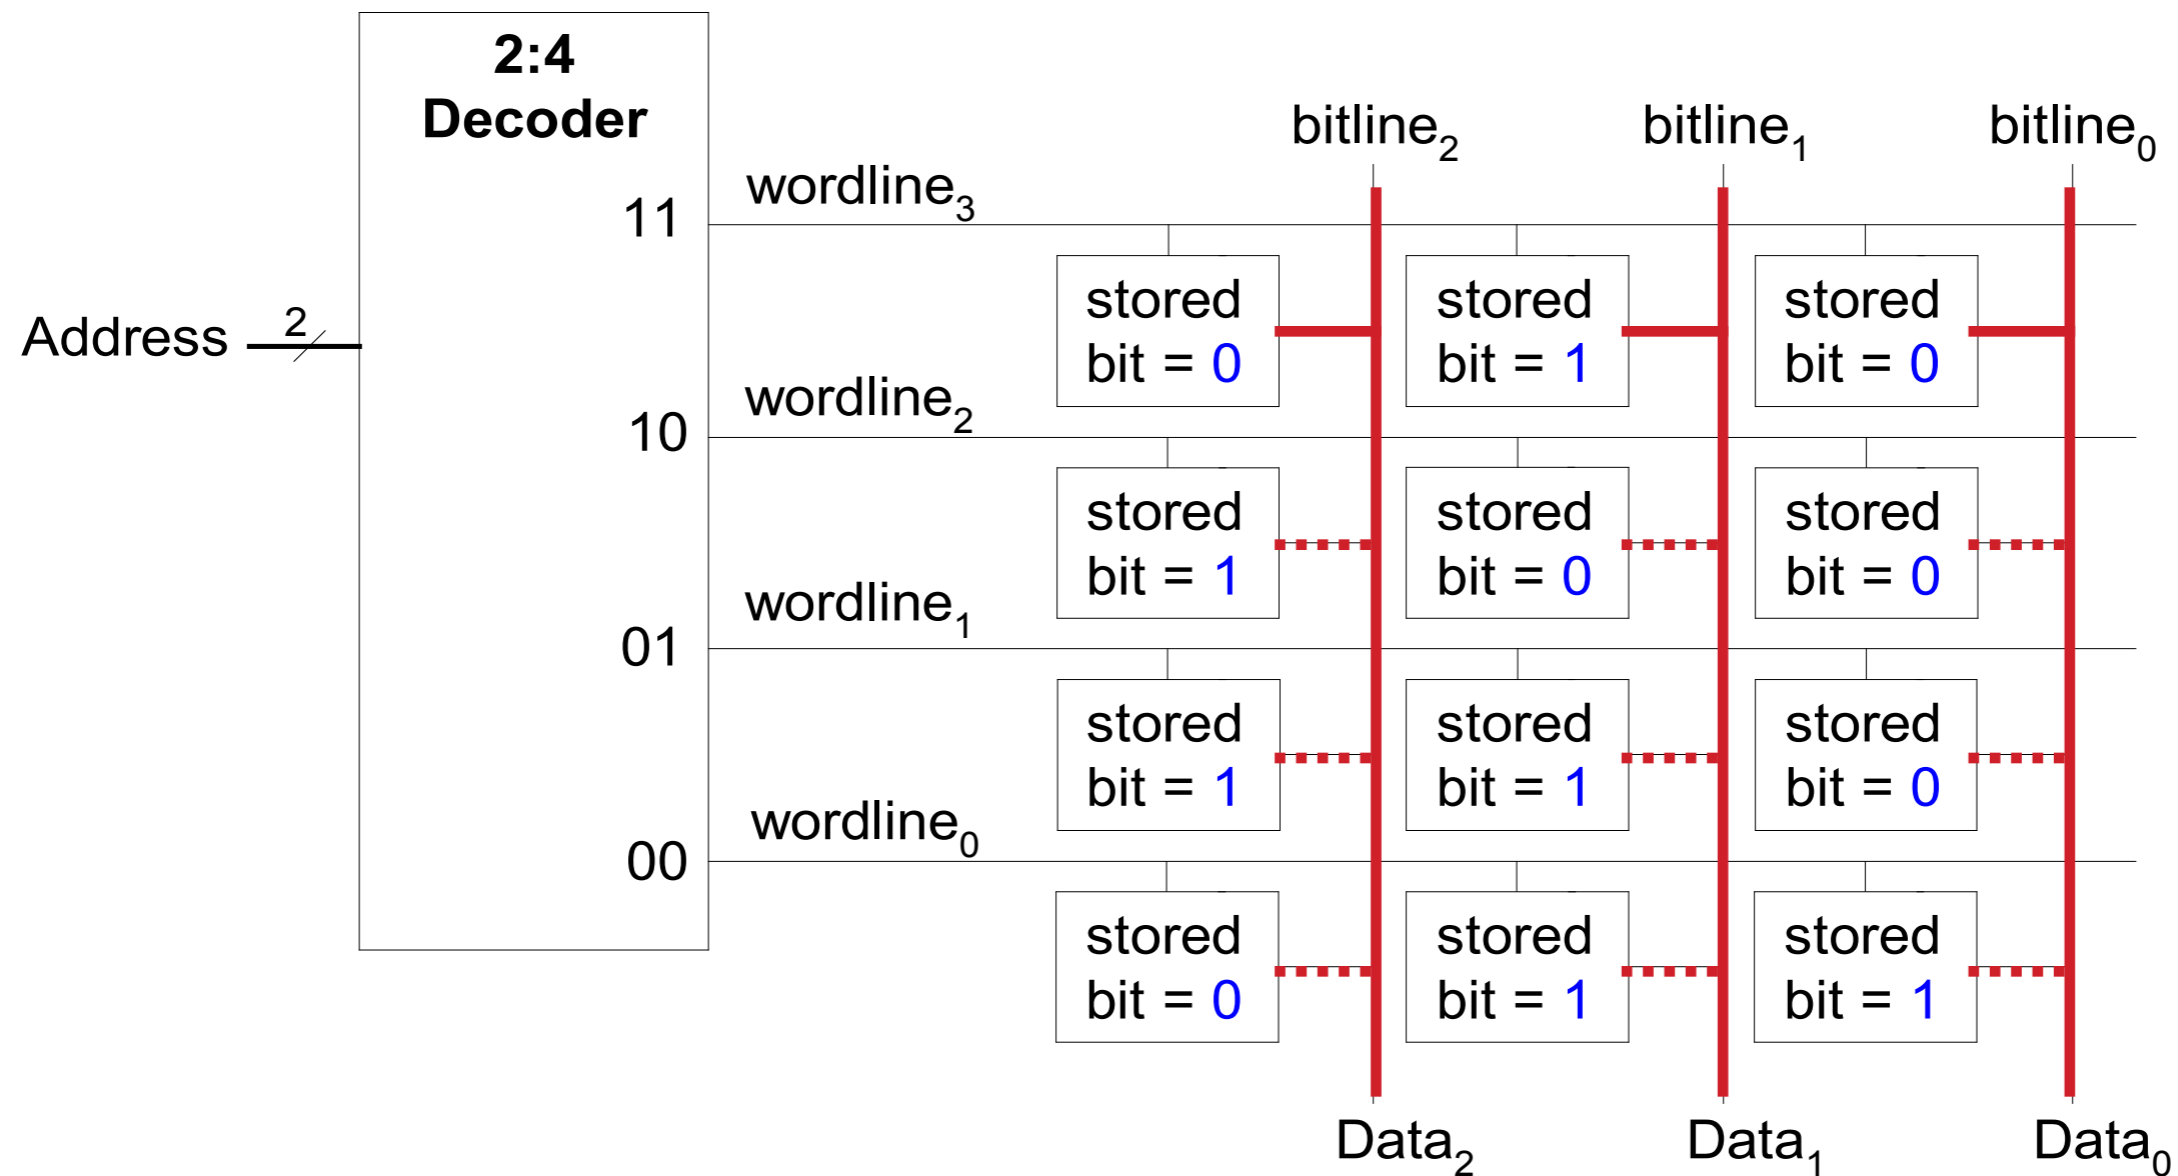 2:4
Decoder
bitline₂ bitline₁ bitline₀
wordline₃
11
stored stored stored
bit = 0 bit = 1 bit = 0
Address 2
wordline₂
10
stored stored stored
bit = 1 bit = 0 bit = 0
wordline₁
01
stored stored stored
bit = 1 bit = 1 bit = 0
wordline₀
00
stored stored stored
bit = 0 bit = 1 bit = 1
Data₂ Data₁ Data₀